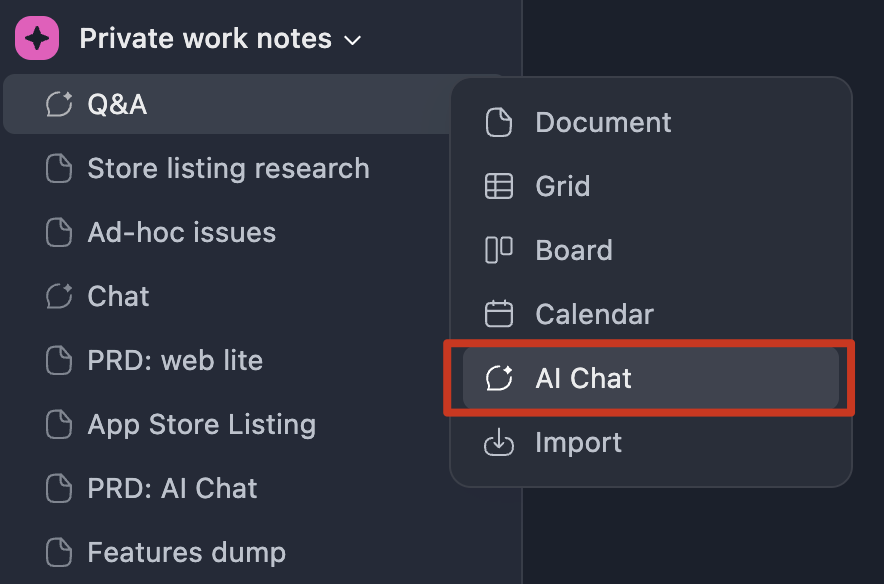 Private work notes
Q&A
Store listing research
Ad-hoc issues
Chat
PRD: web lite
App Store Listing
PRD: AI Chat
Features dump
Document
Grid
Board
Calendar
AI Chat
Import